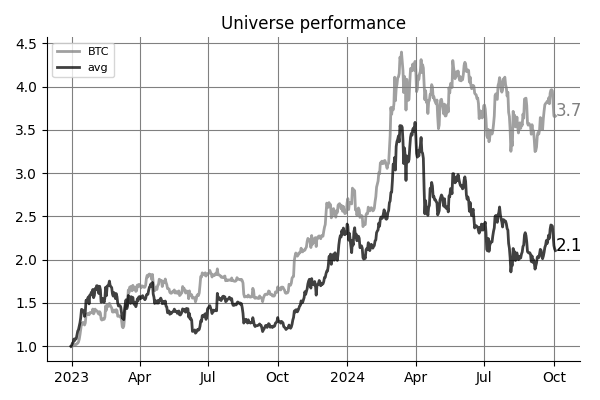 Universe performance
4.5
4.0
3.5
3.0
2.5
2.0
1.5
1.0
BTC
avg
3.7
2.1
2023
Apr
Jul
Oct
2024
Apr
Jul
Oct